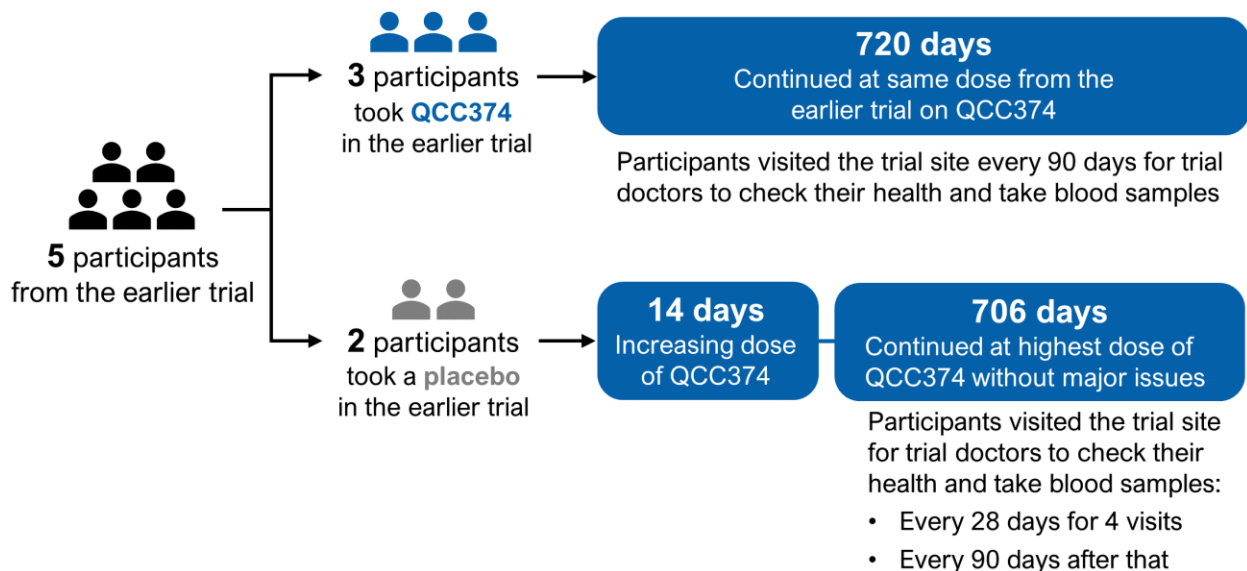 5 participants
from the earlier trial
3 participants
took QCC374
in the earlier trial
720 days
Continued at same dose from the
earlier trial on QCC374
Participants visited the trial site every 90 days for trial
doctors to check their health and take blood samples
2 participants
took a placebo
in the earlier trial
14 days
Increasing dose
of QCC374
706 days
Continued at highest dose of
QCC374 without major issues
Participants visited the trial site
for trial doctors to check their
health and take blood samples:
• Every 28 days for 4 visits
• Every 90 days after that